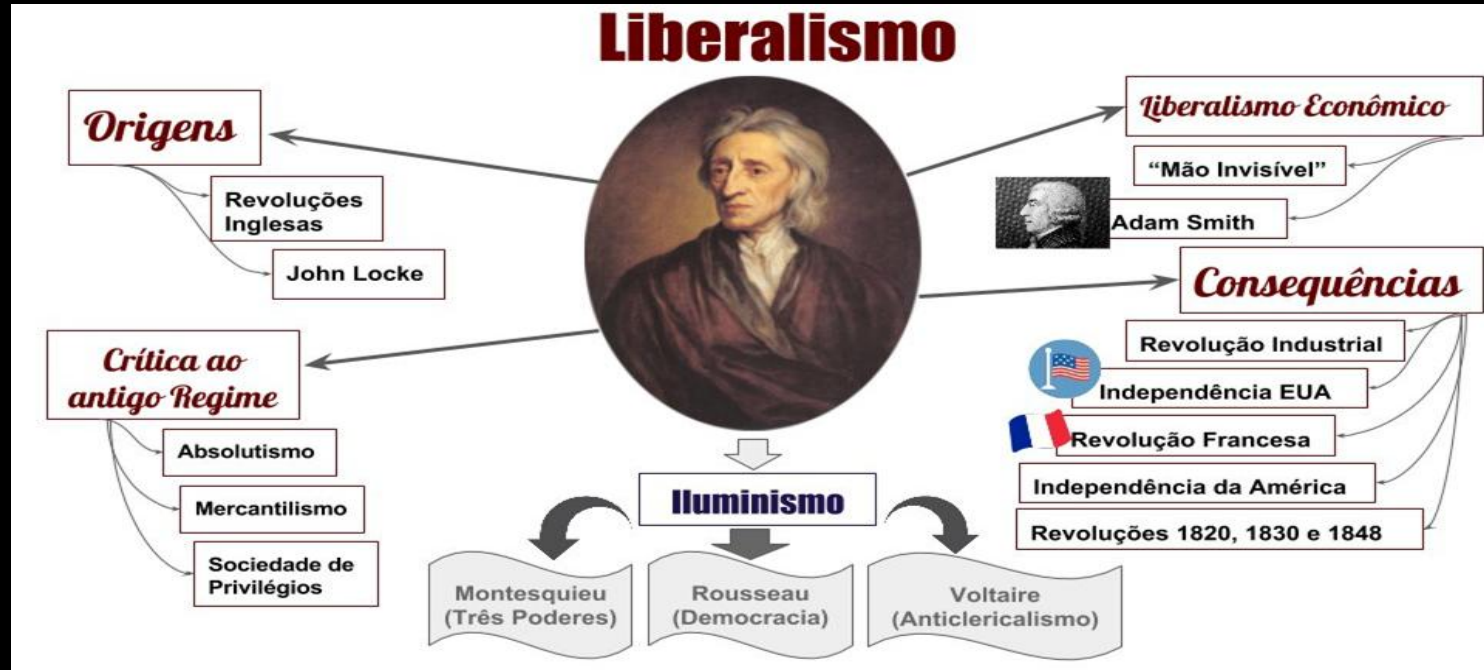 Liberalismo
Origens
Revoluções
Inglesas
John Locke
Crítica ao
antigo Regime
Absolutismo
Mercantilismo
Sociedade de
Privilégios
Liberalismo Econômico
“Mão Invisível”
Adam Smith
Consequências
Revolução Industrial
Independência EUA
Revolução Francesa
Independência da América
Revoluções 1820, 1830 e 1848
Iluminismo
Montesquieu
(Três Poderes)
Rousseau
(Democracia)
Voltaire
(Anticlericalismo)